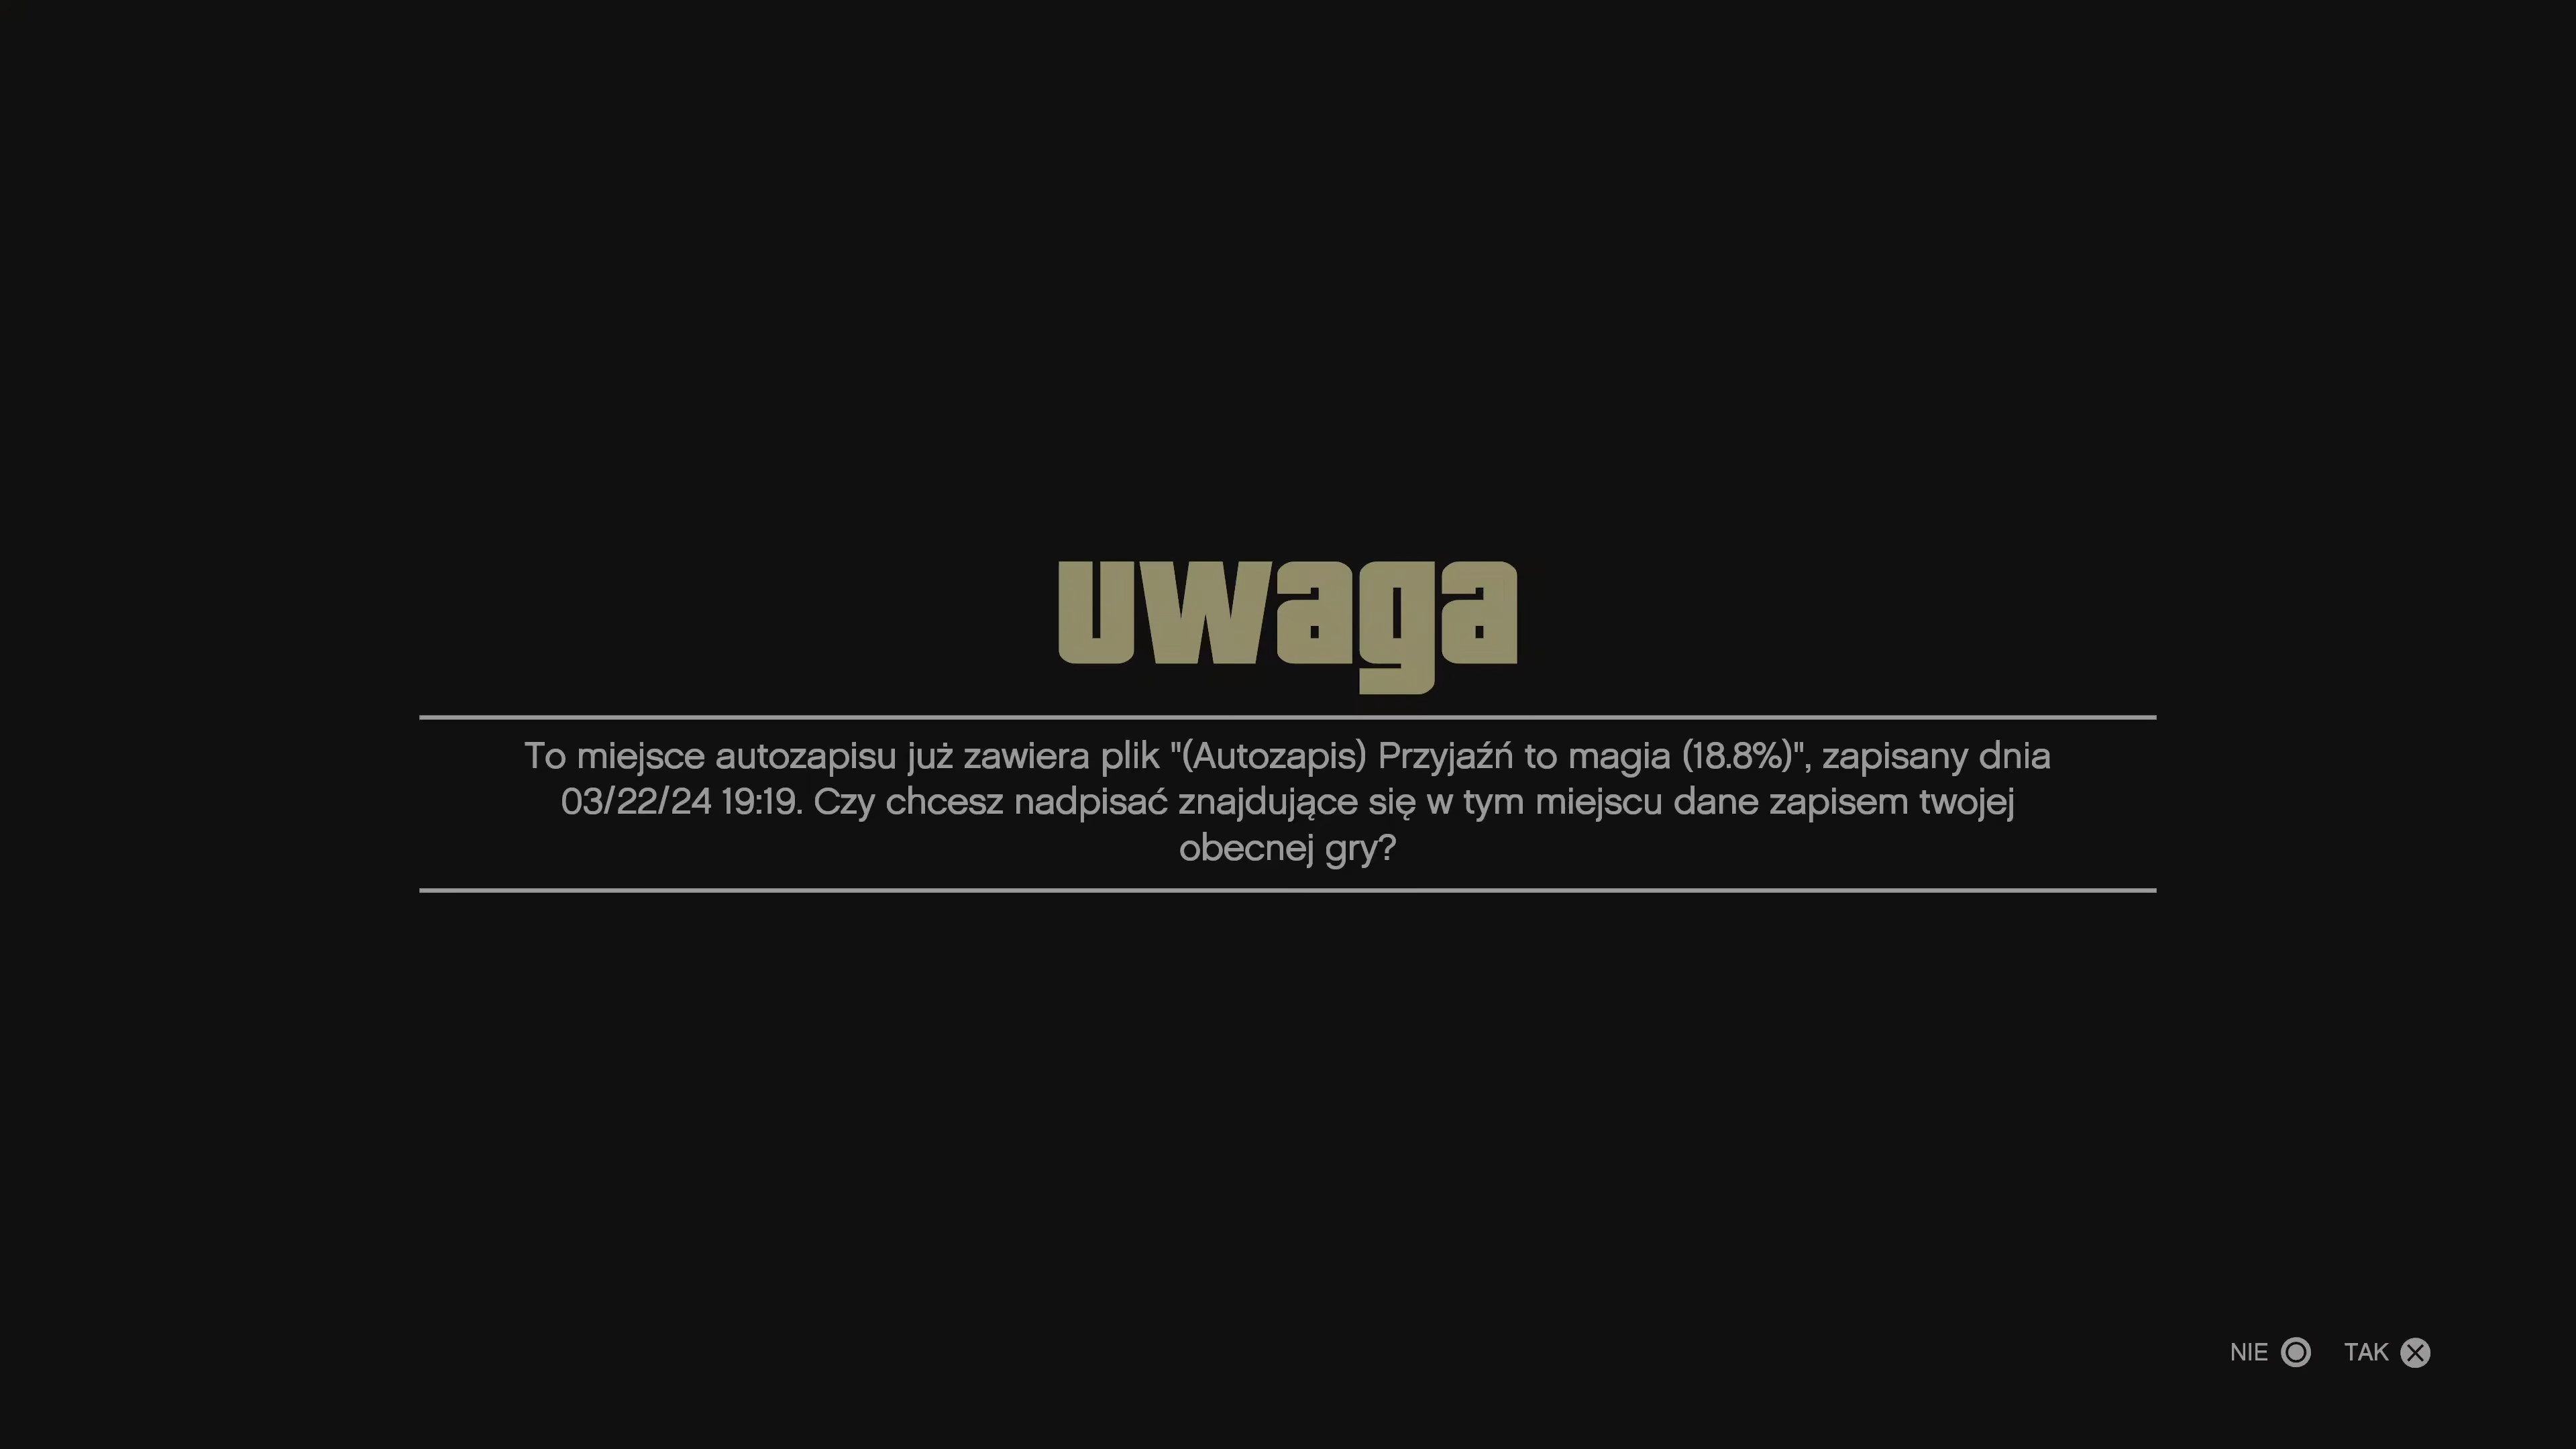 uwaga
To miejsce autozapisu już zawiera plik "(Autozapis) Przyjaźń to magia (18.8%)", zapisany dnia
03/22/24 19:19. Czy chcesz nadpisać znajdujące się w tym miejscu dane zapisem twojej
obecnej gry?
NIE TAK